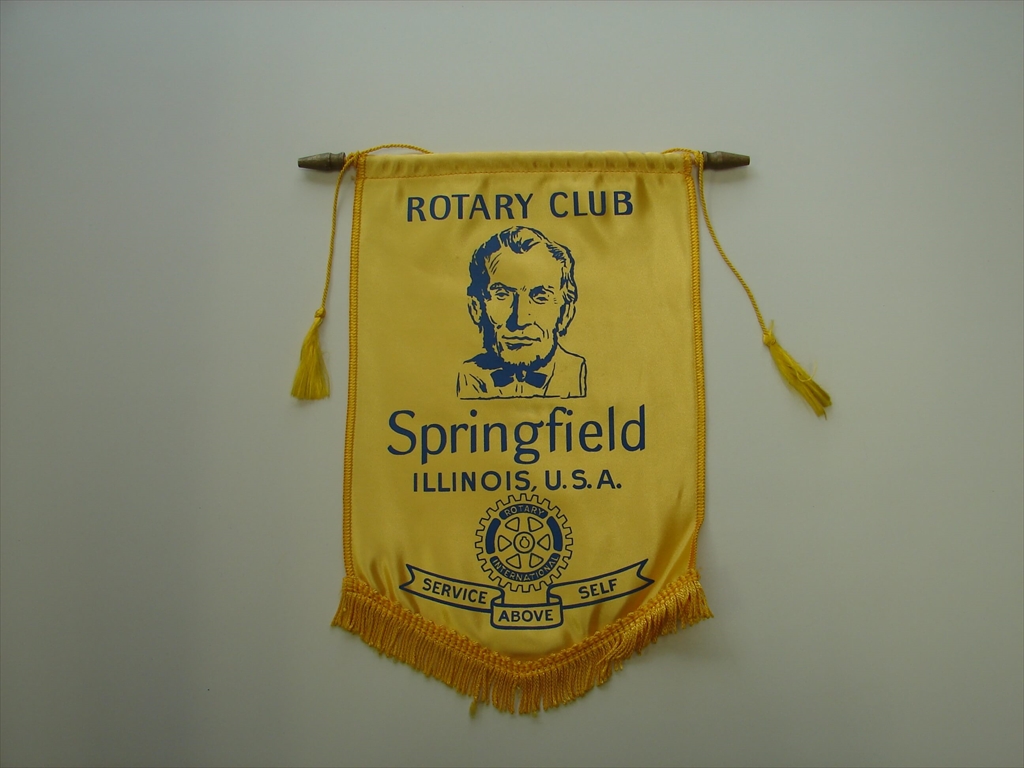 ROTARY CLUB
Springfield
ILLINOIS, U.S.A.
ROTARY
INTERNATIONAL
SERVICE ABOVE SELF